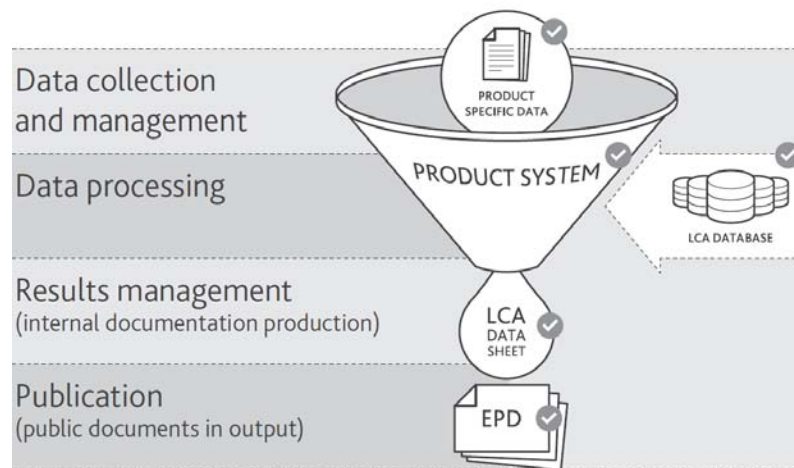 Data collection
and management
PRODUCT
SPECIFIC DATA
Data processing
PRODUCT SYSTEM
LCA DATABASE
Results management
(internal documentation production)
LCA
DATA
SHEET
Publication
(public documents in output)
EPD